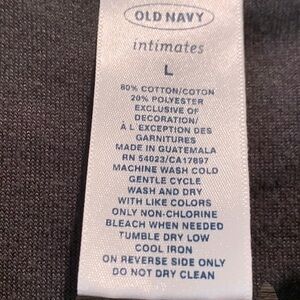 OLD NAVY
intimates
L
80% COTTON/COTON
20% POLYESTER
EXCLUSIVE OF
DECORATION/
À L'EXCEPTION DES
GARNITURES
MADE IN GUATEMALA
RN 54023/CA17897
MACHINE WASH COLD
GENTLE CYCLE
WASH AND DRY
WITH LIKE COLORS
ONLY NON-CHLORINE
BLEACH WHEN NEEDED
TUMBLE DRY LOW
COOL IRON
ON REVERSE SIDE ONLY
DO NOT DRY CLEAN